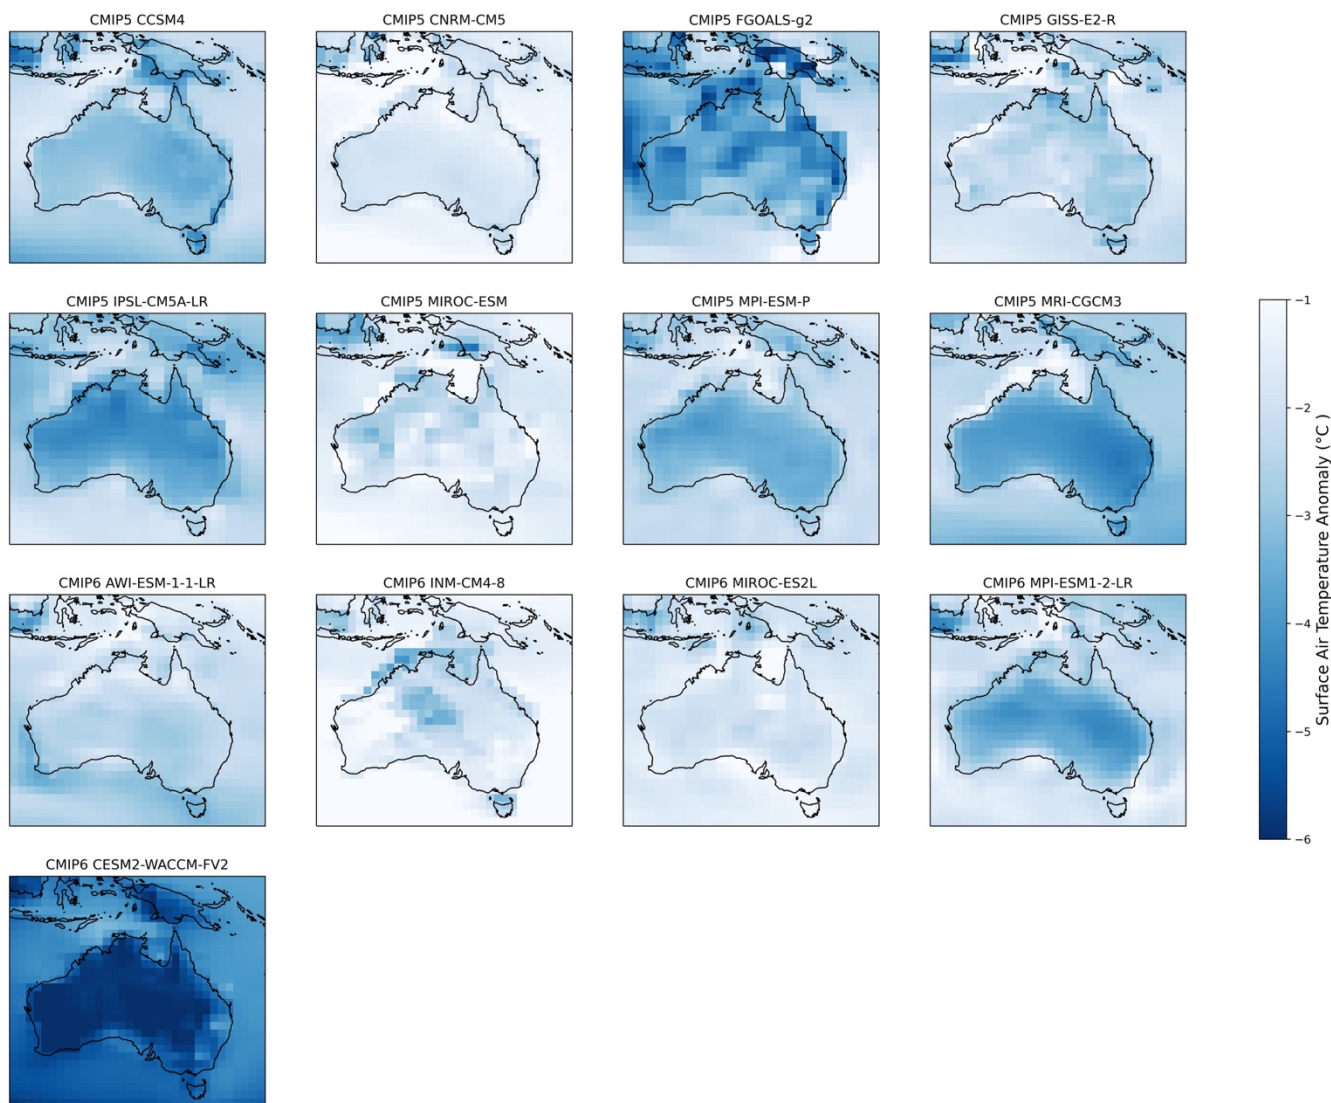 CMIP5 CCSM4
CMIP5 CNRM-CM5
CMIP5 FGOALS-g2
CMIP5 GISS-E2-R
CMIP5 IPSL-CM5A-LR
CMIP5 MIROC-ESM
CMIP5 MPI-ESM-P
CMIP5 MRI-CGCM3
CMIP6 AWI-ESM-1-1-LR
CMIP6 INM-CM4-8
CMIP6 MIROC-ES2L
CMIP6 MPI-ESM1-2-LR
CMIP6 CESM2-WACCM-FV2
−1
−2
−3
−4
−5
−6
Surface Air Temperature Anomaly (°C )